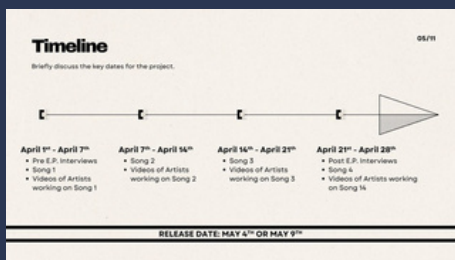 05/11
Timeline
Briefly discuss the key dates for the project.
April 1st - April 7th
• Pre E.P. Interviews
• Song 1
• Videos of Artists
working on Song 1
April 7th - April 14th
• Song 2
• Videos of Artists
working on Song 2
April 14th - April 21th
• Song 3
• Videos of Artists
working on Song 3
April 21st - April 28th
• Post E.P. Interviews
• Song 4
• Videos of Artists working
on Song 14
RELEASE DATE: MAY 4TH OR MAY 9TH